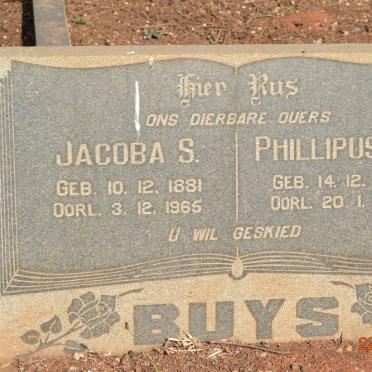 Hier Rus
ONS DIERBARE OUERS
JACOBA S. PHILLIPUS
GEB. 10. 12. 1881 GEB. 14. 12.
OORL. 3. 12. 1965 OORL. 20. 1.
U WIL GESKIED
BUYS